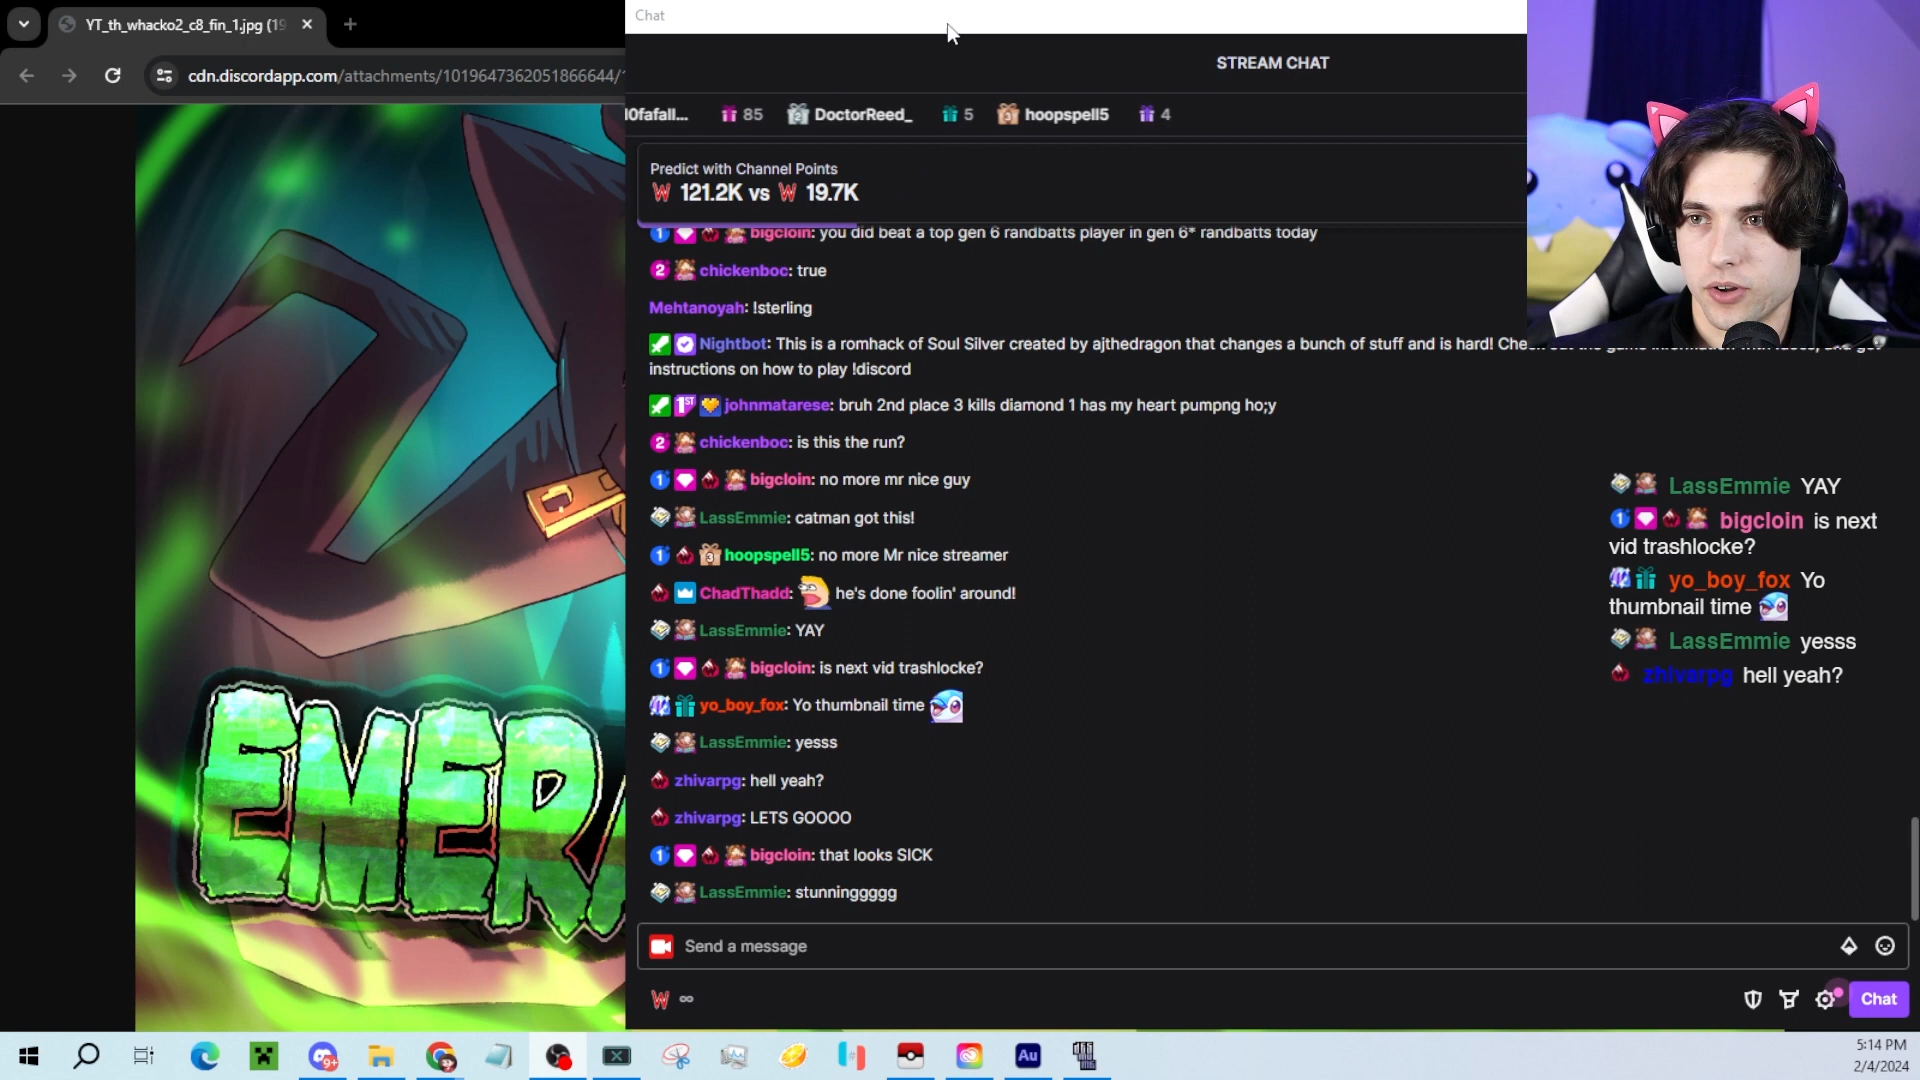 YT_th_whacko2_c8_fin_1.jpg (19
cdn.discordapp.com/attachments/1019647362051866644/1
Chat
STREAM CHAT
85
DoctorReed_
5
hoopspell5
4
Predict with Channel Points
W 121.2K vs W 19.7K
bigcloin: you did beat a top gen 6 randbatts player in gen 6* randbatts today
chickenboc: true
Mehtanoyah: !sterling
Nightbot: This is a romhack of Soul Silver created by ajthedragon that changes a bunch of stuff and is hard!
instructions on how to play !discord
johnmatarese: bruh 2nd place 3 kills diamond 1 has my heart pumpng ho;y
chickenboc: is this the run?
bigcloin: no more mr nice guy
LassEmmie: catman got this!
hoopspell5: no more Mr nice streamer
ChadThadd: he's done foolin' around!
LassEmmie: YAY
bigcloin: is next vid trashlocke?
yo_boy_fox: Yo thumbnail time
LassEmmie: yesss
zhivarpg: hell yeah?
zhivarpg: LETS GOOOO
bigcloin: that looks SICK
LassEmmie: stunninggggg
Send a message
W ∞
Chat
LassEmmie YAY
bigcloin is next
vid trashlocke?
yo_boy_fox Yo
thumbnail time
LassEmmie yesss
zhivarpg hell yeah?
EMER
Au
5:14 PM
2/4/2024